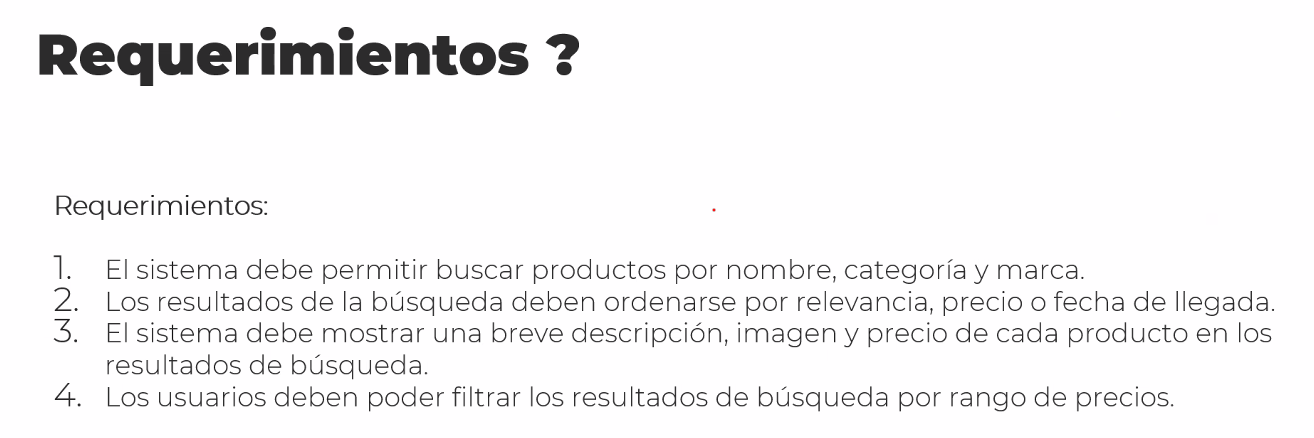 Requerimientos ?
Requerimientos:
1. El sistema debe permitir buscar productos por nombre, categoría y marca.
2. Los resultados de la búsqueda deben ordenarse por relevancia, precio o fecha de llegada.
3. El sistema debe mostrar una breve descripción, imagen y precio de cada producto en los
resultados de búsqueda.
4. Los usuarios deben poder filtrar los resultados de búsqueda por rango de precios.